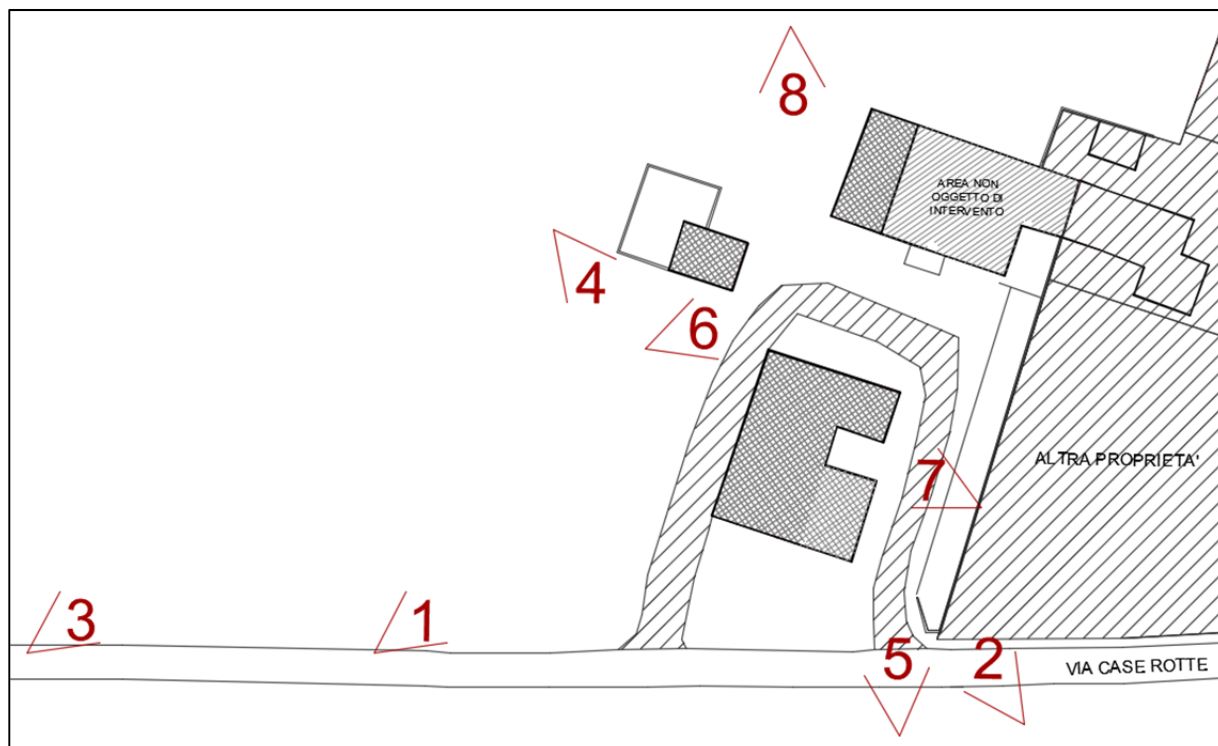 8
AREA NON
OGGETTO DI
INTERVENTO
4
6
ALTRA PROPRIETA'
7
3
1
5
2
VIA CASE ROTTE